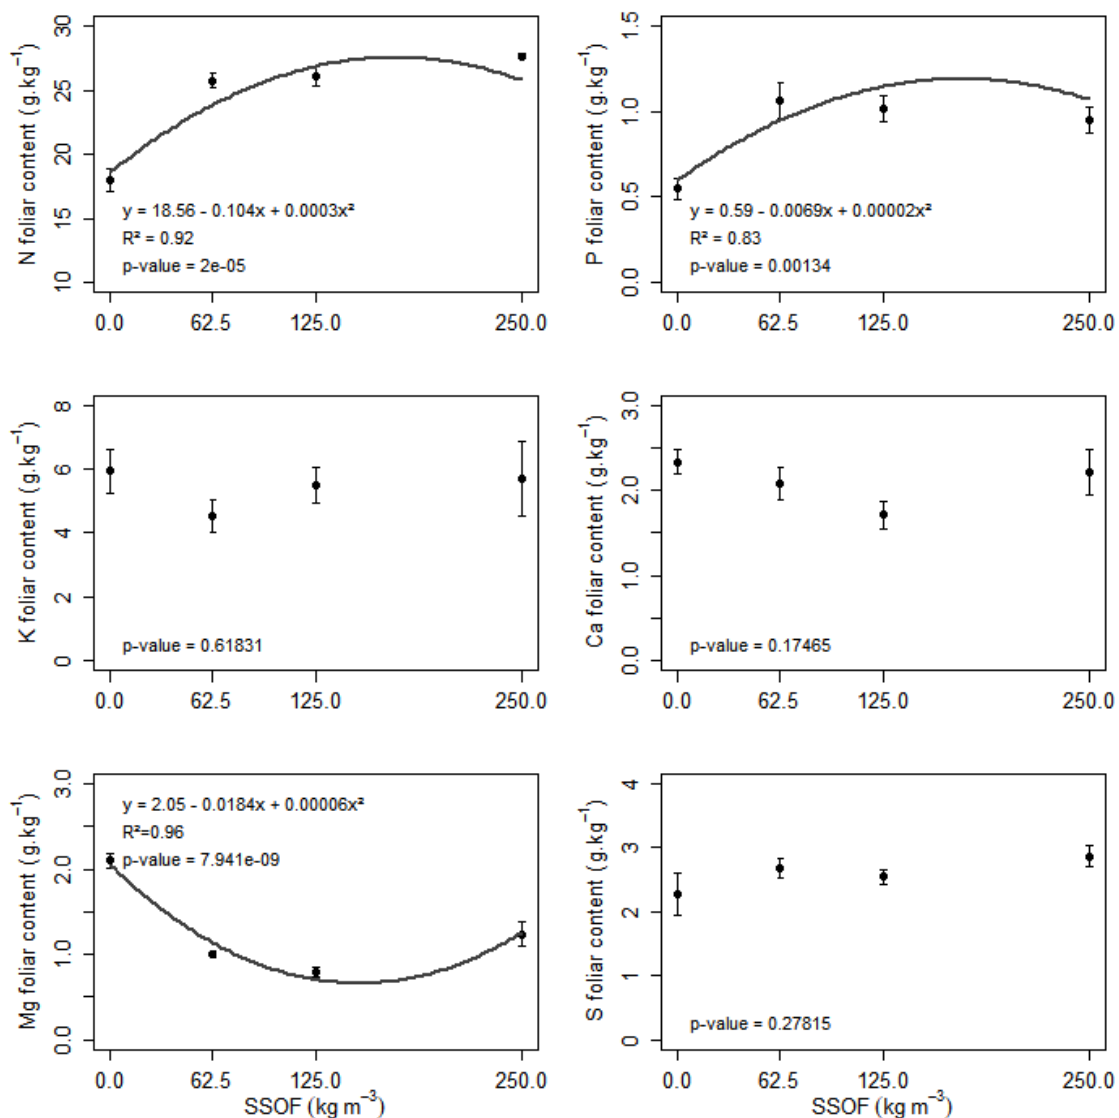 N foliar content (g.kg⁻¹)
30
25
20
15
10
y = 18.56 - 0.104x + 0.0003x²
R² = 0.92
p-value = 2e-05
0.0 62.5 125.0 250.0
P foliar content (g.kg⁻¹)
1.5
1.0
0.5
0.0
y = 0.59 - 0.0069x + 0.00002x²
R² = 0.83
p-value = 0.00134
0.0 62.5 125.0 250.0
K foliar content (g.kg⁻¹)
8
6
4
2
0
p-value = 0.61831
0.0 62.5 125.0 250.0
Ca foliar content (g.kg⁻¹)
3.0
2.0
1.0
0.0
p-value = 0.17465
0.0 62.5 125.0 250.0
Mg foliar content (g.kg⁻¹)
3.0
2.0
1.0
0.0
y = 2.05 - 0.0184x + 0.00006x²
R²=0.96
p-value = 7.941e-09
0.0 62.5 125.0 250.0
SSOF (kg m⁻³)
S foliar content (g.kg⁻¹)
4
3
2
1
0
p-value = 0.27815
0.0 62.5 125.0 250.0
SSOF (kg m⁻³)